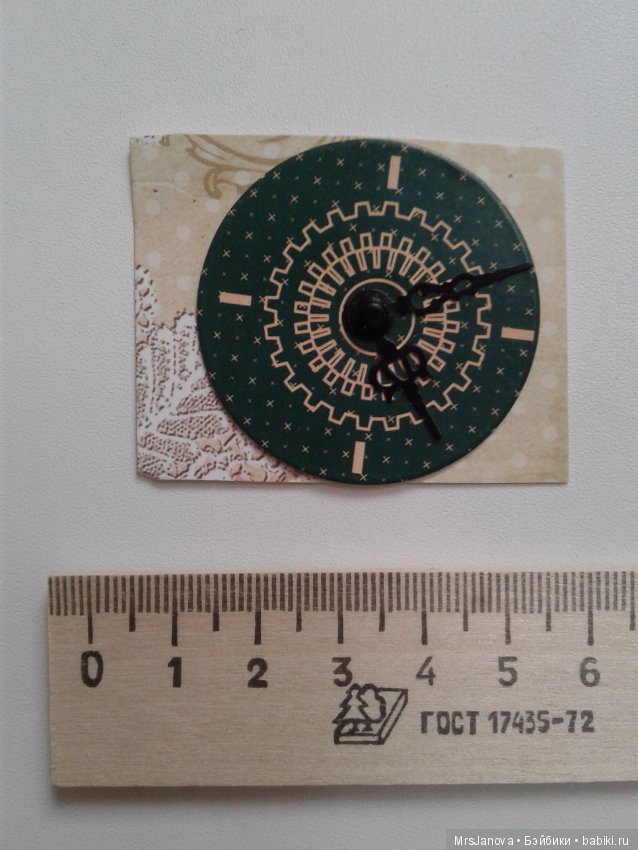 0 1 2 3 4 5 6
ГОСТ 17435-72
MrsJanova • Бэйбики • babiki.ru